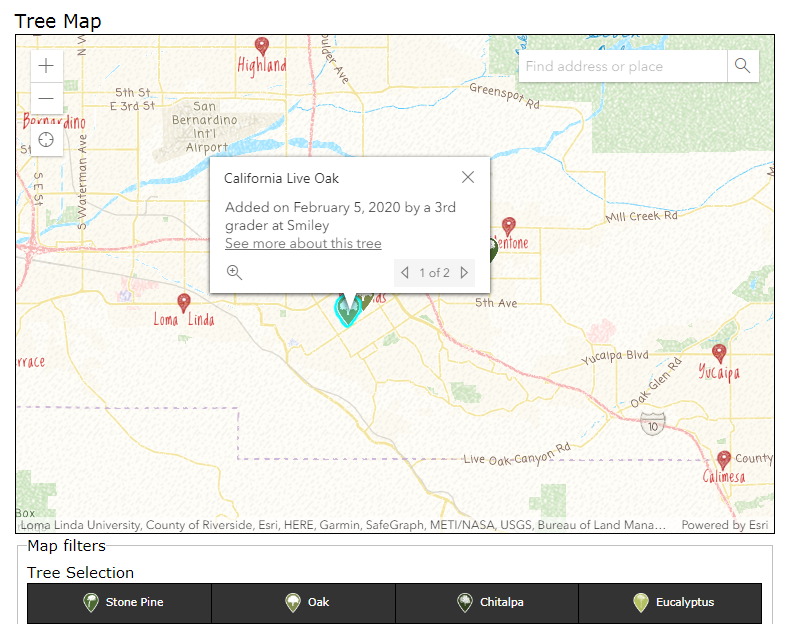 Tree Map
Highland
Find address or place
5th St
E 3rd St
San
Bernardino
Int'l
Airport
Greenspot Rd
Bernardino
S E St
S Waterman Ave
California Live Oak
Added on February 5, 2020 by a 3rd
grader at Smiley
See more about this tree
1 of 2
Mill Creek Rd
5th Ave
Loma Linda
Yucaipa Blvd
Yucaipa
Oak Glen Rd
10
Live Oak-Canyon Rd
County
Calimesa
Box
Loma Linda University, County of Riverside, Esri, HERE, Garmin, SafeGraph, METI/NASA, USGS, Bureau of Land Mana...
Powered by Esri
Map filters
Tree Selection
Stone Pine
Oak
Chitalpa
Eucalyptus